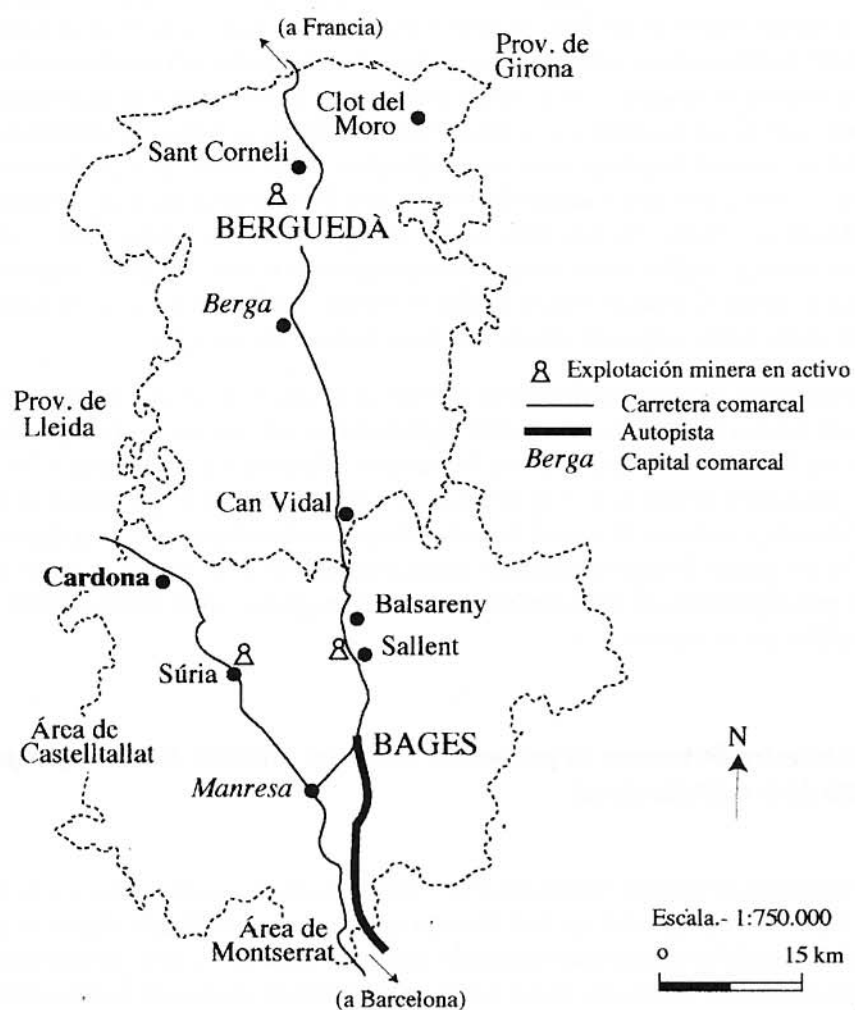 (a Francia)
Prov. de
Girona
Clot del
Moro
Sant Corneli
BERGUEDÀ
Berga
Explotación minera en activo
Carretera comarcal
Autopista
Berga Capital comarcal
Prov. de
Lleida
Can Vidal
Cardona
Balsareny
Sallent
Súria
Área de
Castelltallat
BAGES
N
Manresa
Escala.- 1:750.000
0 15 km
Área de
Montserrat
(a Barcelona)